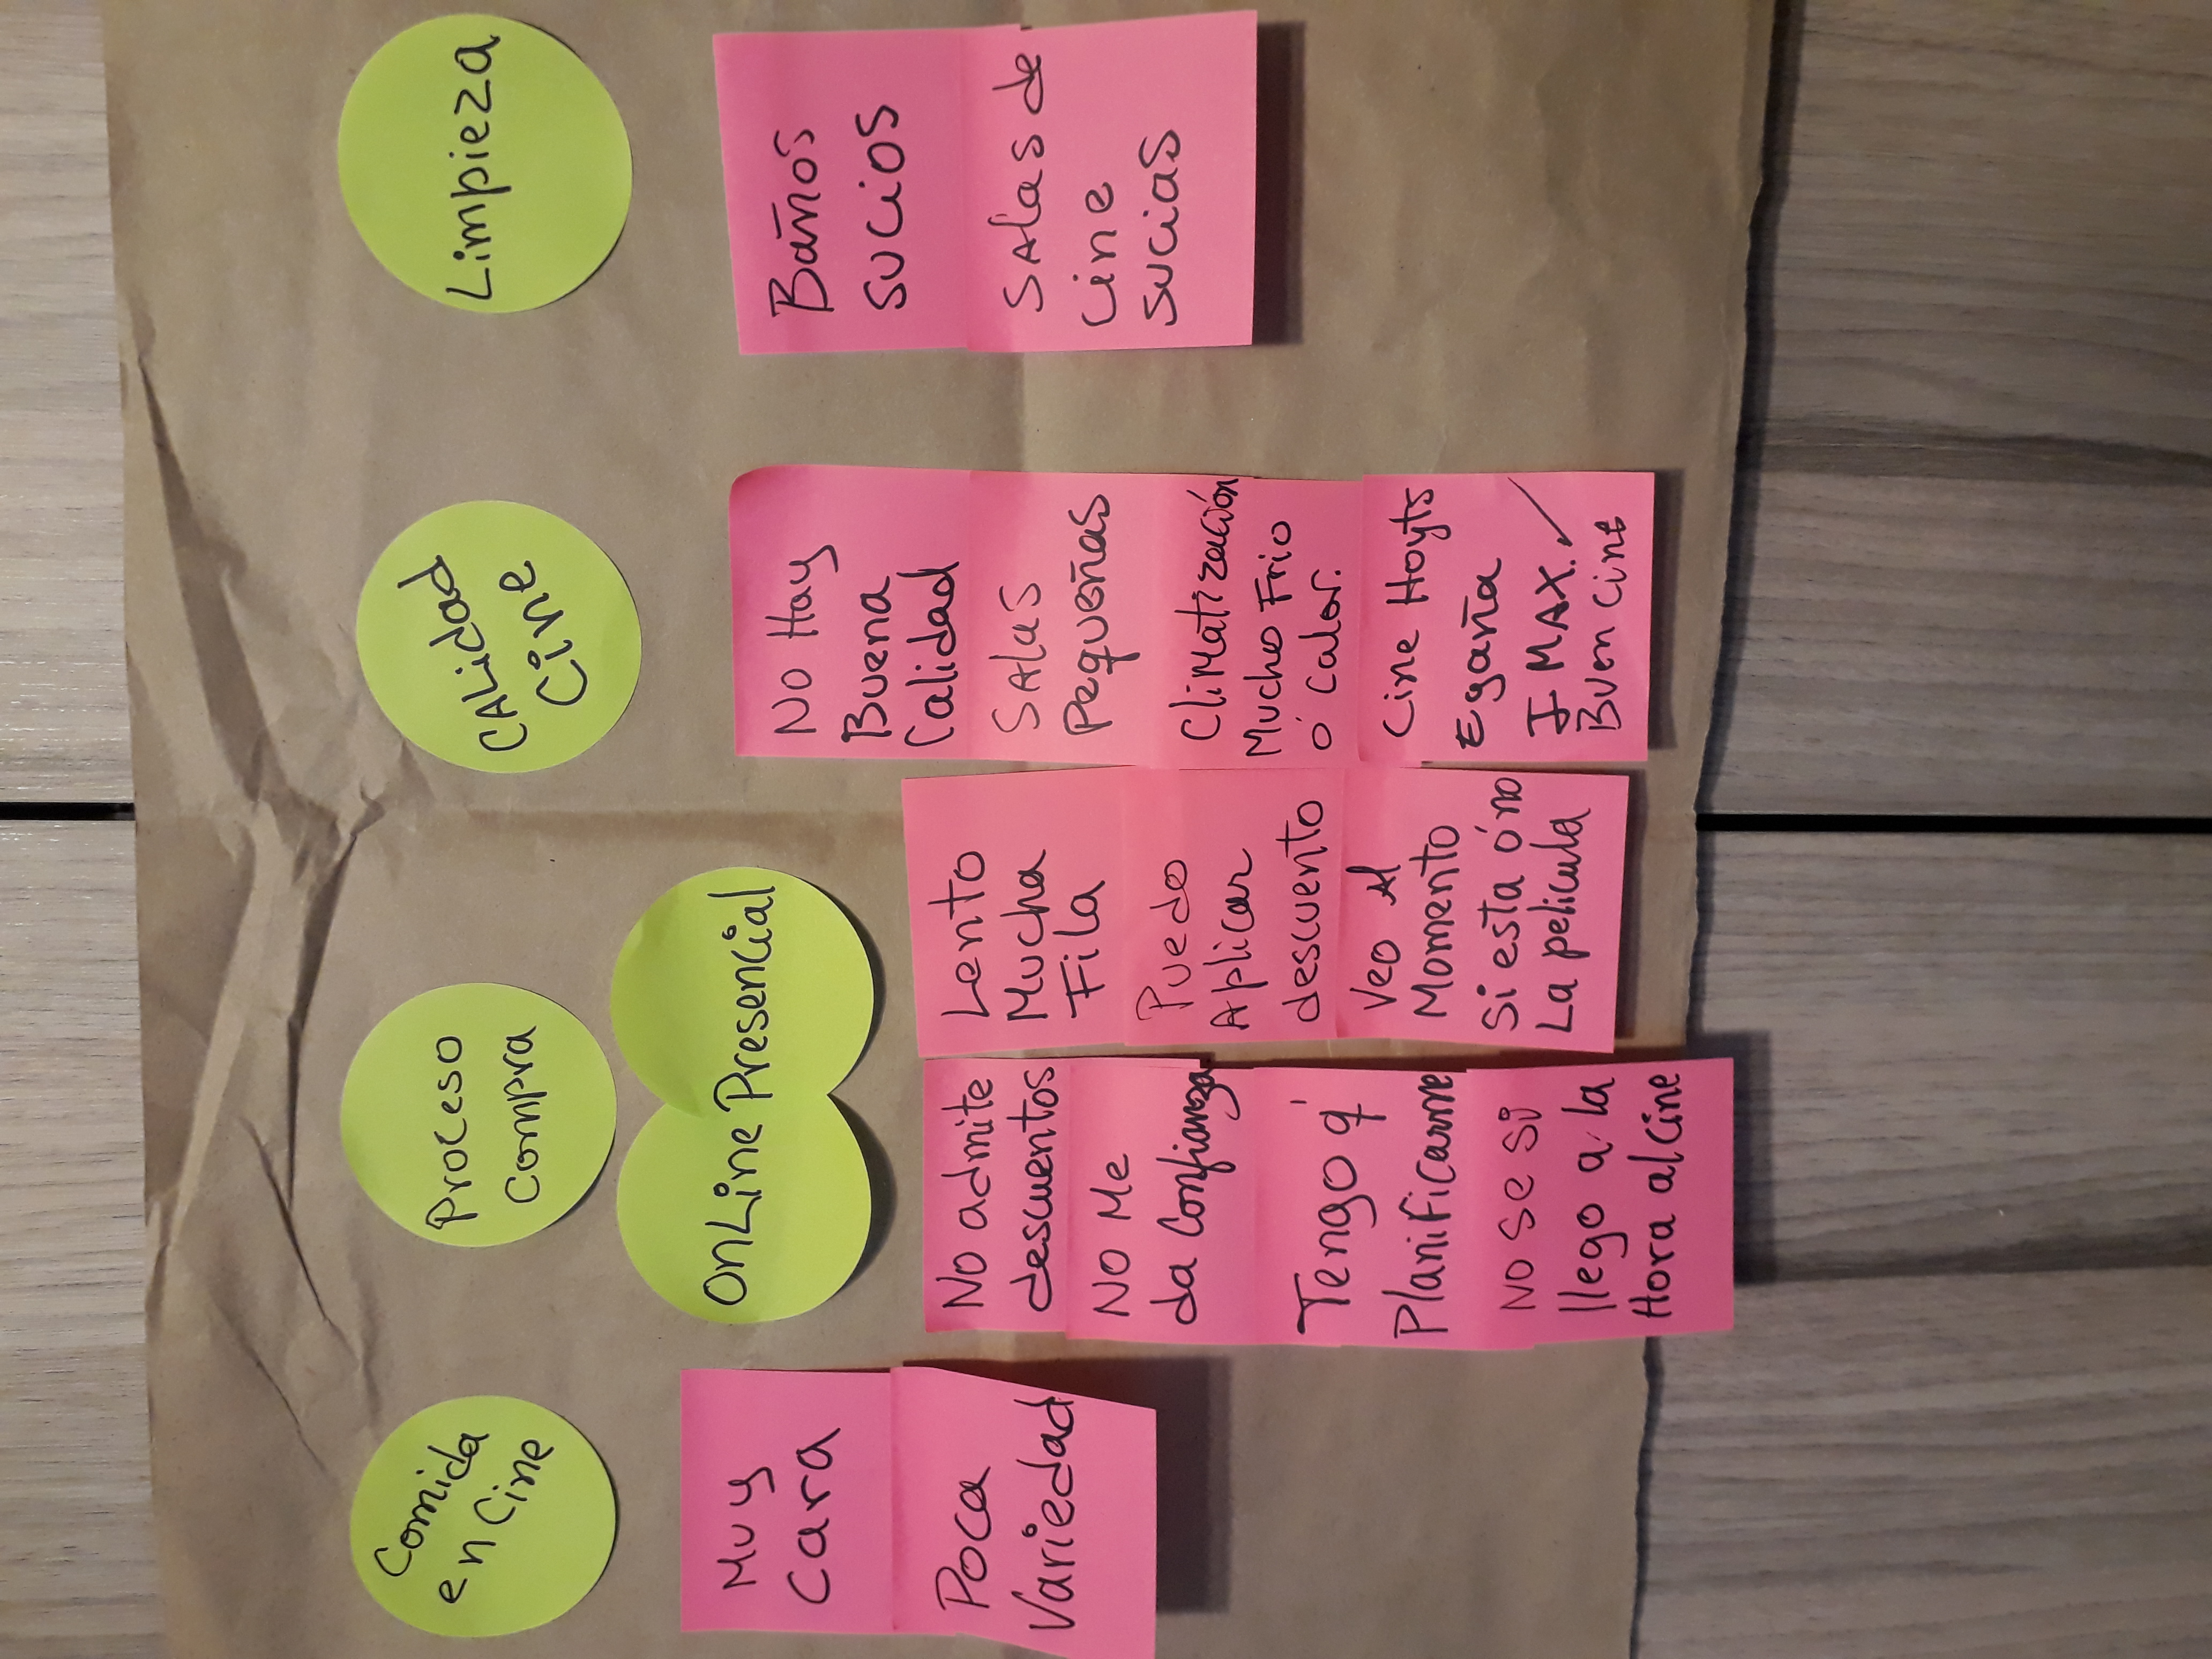 Comida
en Cine
Muy
Cara
Poca
Variedad
Proceso
Compra
OnLine
No admite
descuentos
No Me
da Confianza
Tengo q'
Planificarme
No se si
llego a la
Hora al cine
Presencial
Lento
Mucha
Fila
Puedo
Aplicar
descuento
Veo Al
Momento
Si esta ó no
La pelicula
CALidad
Cine
No Hay
Buena
Calidad
SAlas
Pequeñas
Climatización
Mucho Frio
ó Calor.
Cine Hoyts
Egaña
I MAX. ✓
Buen Cine
Limpieza
Baños
sucios
SAlas de
cine
sucias